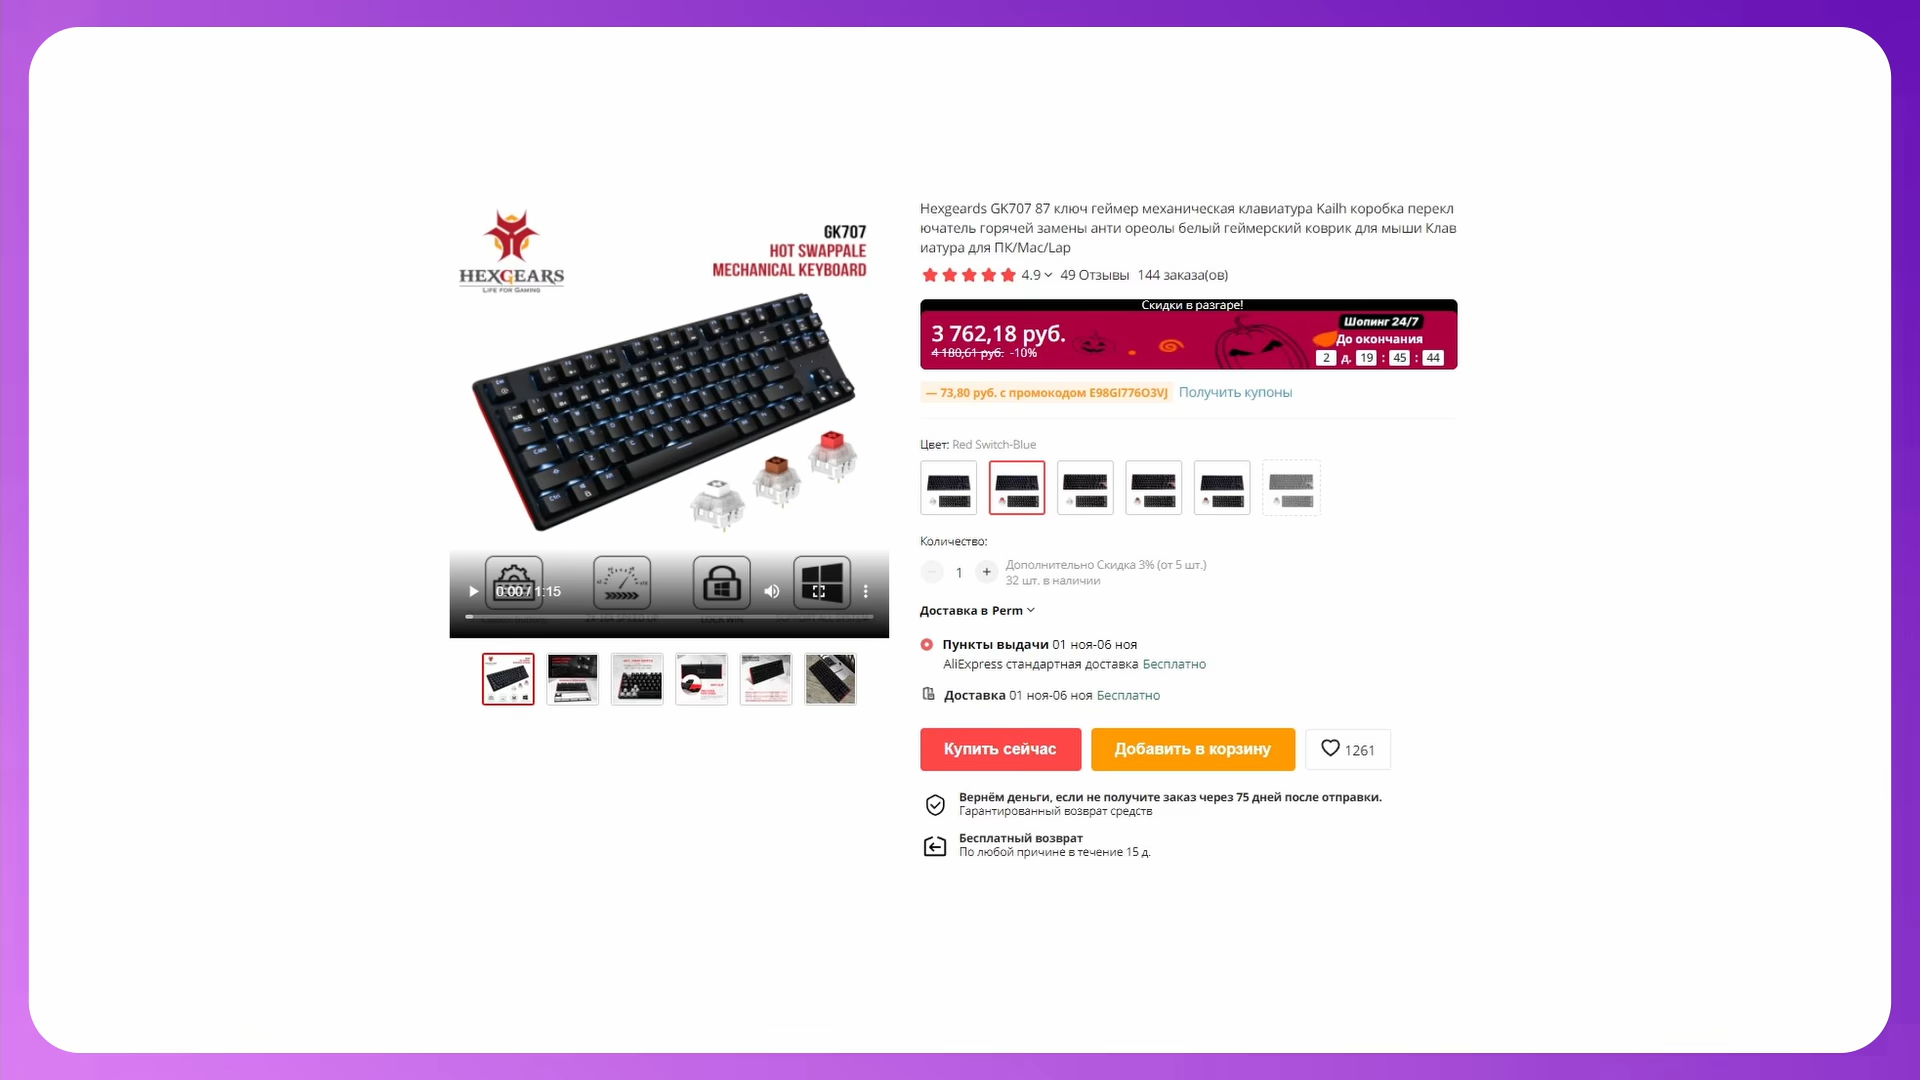 HEXGEARS
LIFE FOR GAMING
GK707
HOT SWAPPALE
MECHANICAL KEYBOARD
0:00 / 1:15
Hexgeards GK707 87 ключ геймер механическая клавиатура Kailh коробка перекл
ючатель горячей замены анти ореолы белый геймерский коврик для мыши Клав
иатура для ПК/Mac/Lap
4.9 49 Отзывы 144 заказа(ов)
Скидки в разгаре!
3 762,18 руб.
4 180,61 руб. -10%
Шопинг 24/7
До окончания
2 д. 19 : 45 : 44
— 73,80 руб. с промокодом E98GI776O3VJ Получить купоны
Цвет: Red Switch-Blue
Количество:
1
Дополнительно Скидка 3% (от 5 шт.)
32 шт. в наличии
Доставка в Perm
Пункты выдачи 01 ноя-06 ноя
AliExpress стандартная доставка Бесплатно
Доставка 01 ноя-06 ноя Бесплатно
Купить сейчас
Добавить в корзину
1261
Вернём деньги, если не получите заказ через 75 дней после отправки.
Гарантированный возврат средств
Бесплатный возврат
По любой причине в течение 15 д.